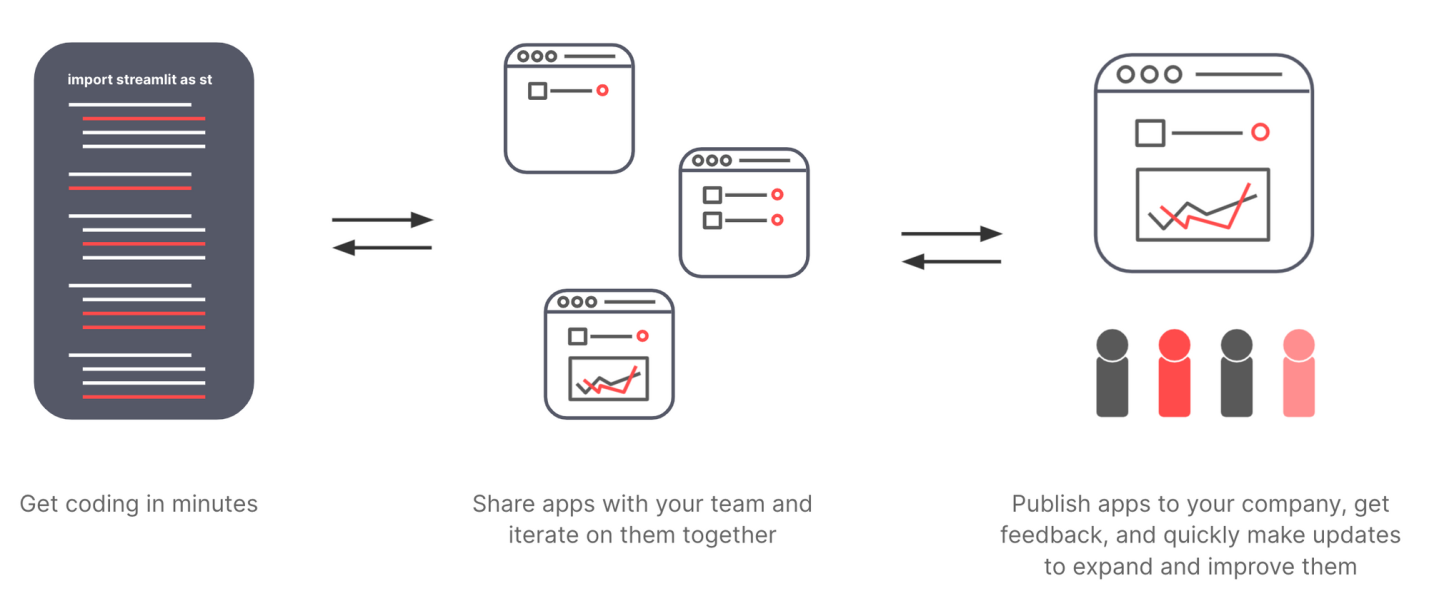 import streamlit as st
Get coding in minutes
Share apps with your team and
iterate on them together
Publish apps to your company, get
feedback, and quickly make updates
to expand and improve them